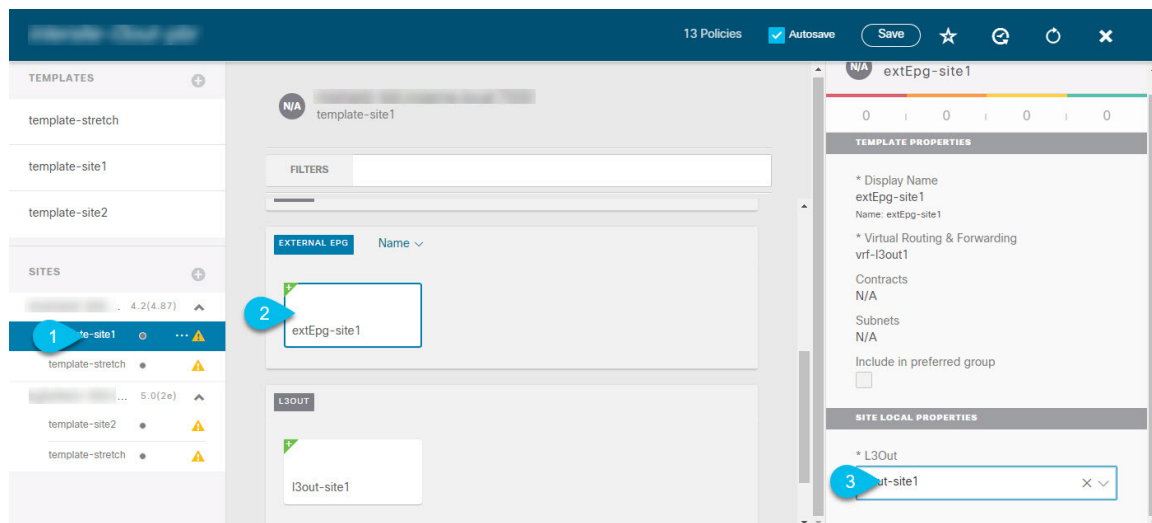 13 Policies
Autosave
Save
TEMPLATES
template-stretch
template-site1
template-site2
SITES
... 4.2(4.87)
1
te-site1
...
template-stretch
... 5.0(2e)
template-site2
template-stretch
N/A
template-site1
FILTERS
EXTERNAL EPG
Name
2
extEpg-site1
L3OUT
l3out-site1
N/A
extEpg-site1
0 0 0 0
TEMPLATE PROPERTIES
* Display Name
extEpg-site1
Name: extEpg-site1
* Virtual Routing & Forwarding
vrf-l3out1
Contracts
N/A
Subnets
N/A
Include in preferred group
SITE LOCAL PROPERTIES
* L3Out
3
ut-site1